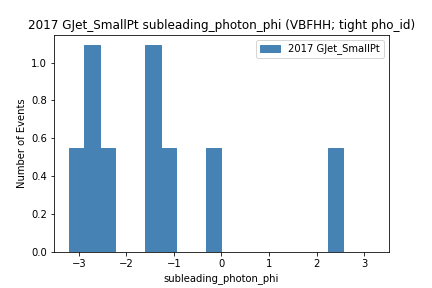 2017 GJet_SmallPt subleading_photon_phi (VBFHH; tight pho_id)
2017 GJet_SmallPt
Number of Events
1.0
0.8
0.6
0.4
0.2
0.0
−3 −2 −1 0 1 2 3
subleading_photon_phi